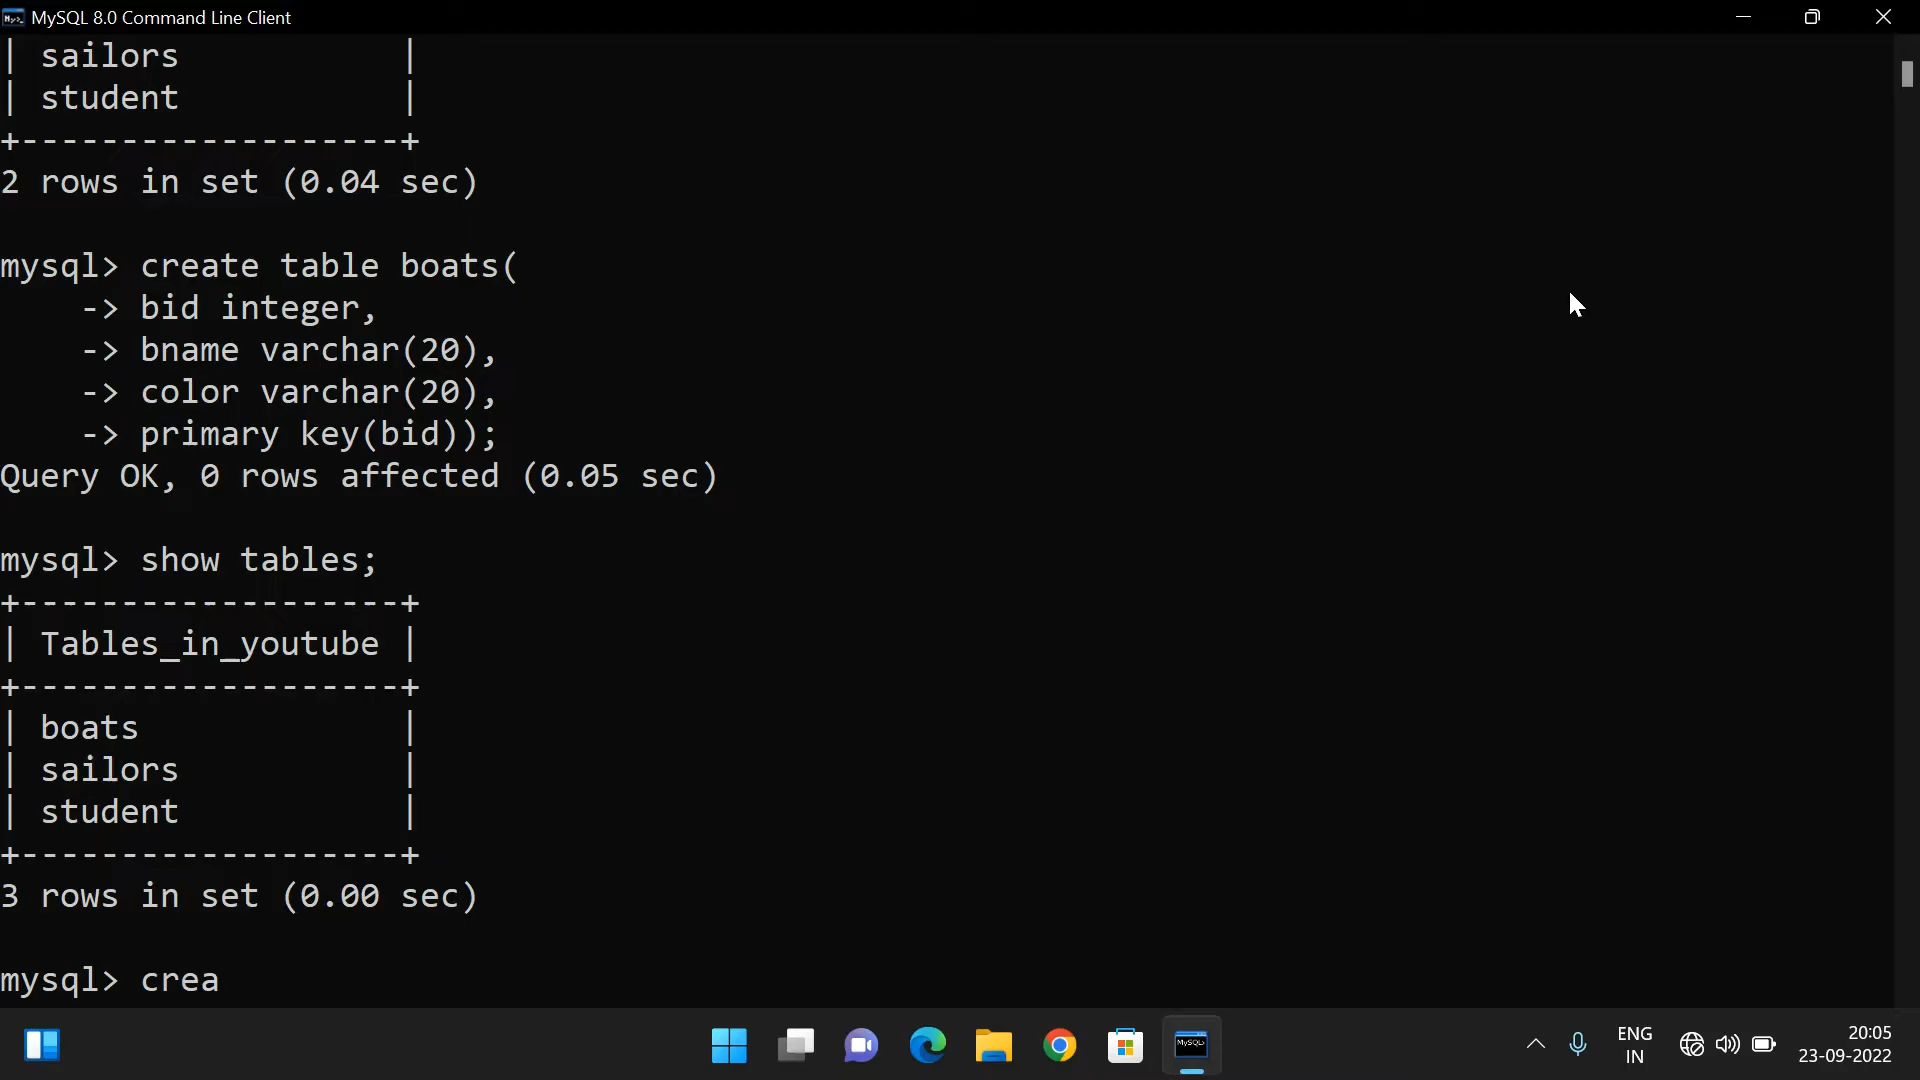 MySQL 8.0 Command Line Client
| sailors |
| student |
+-------------------+
2 rows in set (0.04 sec)
mysql> create table boats(
-> bid integer,
-> bname varchar(20),
-> color varchar(20),
-> primary key(bid));
Query OK, 0 rows affected (0.05 sec)
mysql> show tables;
+-------------------+
| Tables_in_youtube |
+-------------------+
| boats |
| sailors |
| student |
+-------------------+
3 rows in set (0.00 sec)
mysql> crea
MySQL>
ENG
IN
20:05
23-09-2022